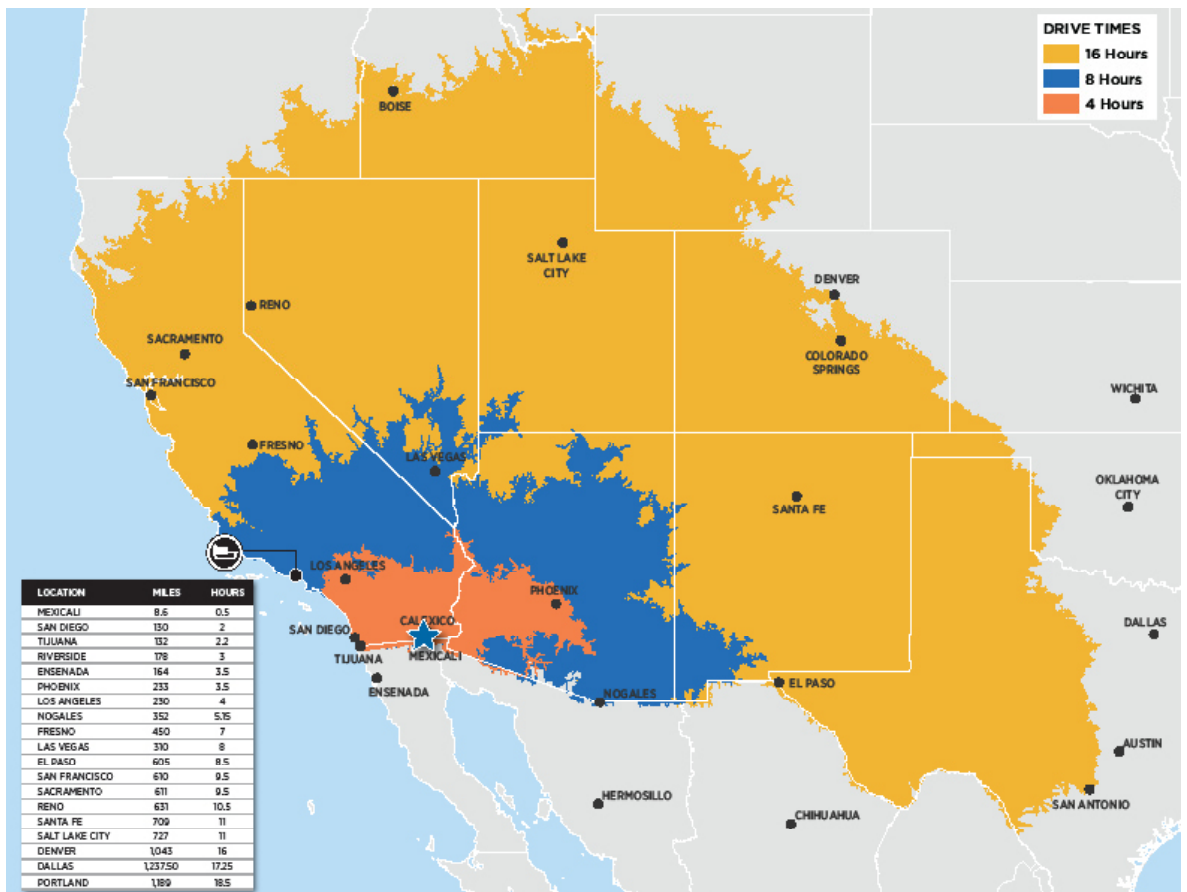 DRIVE TIMES
16 Hours
8 Hours
4 Hours
BOISE
SALT LAKE
CITY
DENVER
RENO
COLORADO
SPRINGS
SACRAMENTO
SAN FRANCISCO
WICHITA
FRESNO
LAS VEGAS
OKLAHOMA
CITY
SANTA FE
LOS ANGELES
PHOENIX
CALEXICO
DALLAS
SAN DIEGO
TIJUANA
MEXICALI
ENSENADA
NOGALES
EL PASO
AUSTIN
HERMOSILLO
SAN ANTONIO
CHIHUAHUA
LOCATION MILES HOURS
MEXICALI 8.6 0.5
SAN DIEGO 130 2
TIJUANA 132 2.2
RIVERSIDE 178 3
ENSENADA 164 3.5
PHOENIX 233 3.5
LOS ANGELES 230 4
NOGALES 352 5.15
FRESNO 450 7
LAS VEGAS 310 8
EL PASO 605 8.5
SAN FRANCISCO 610 9.5
SACRAMENTO 611 9.5
RENO 631 10.5
SANTA FE 709 11
SALT LAKE CITY 727 11
DENVER 1,043 16
DALLAS 1,237.50 17.25
PORTLAND 1,189 18.5